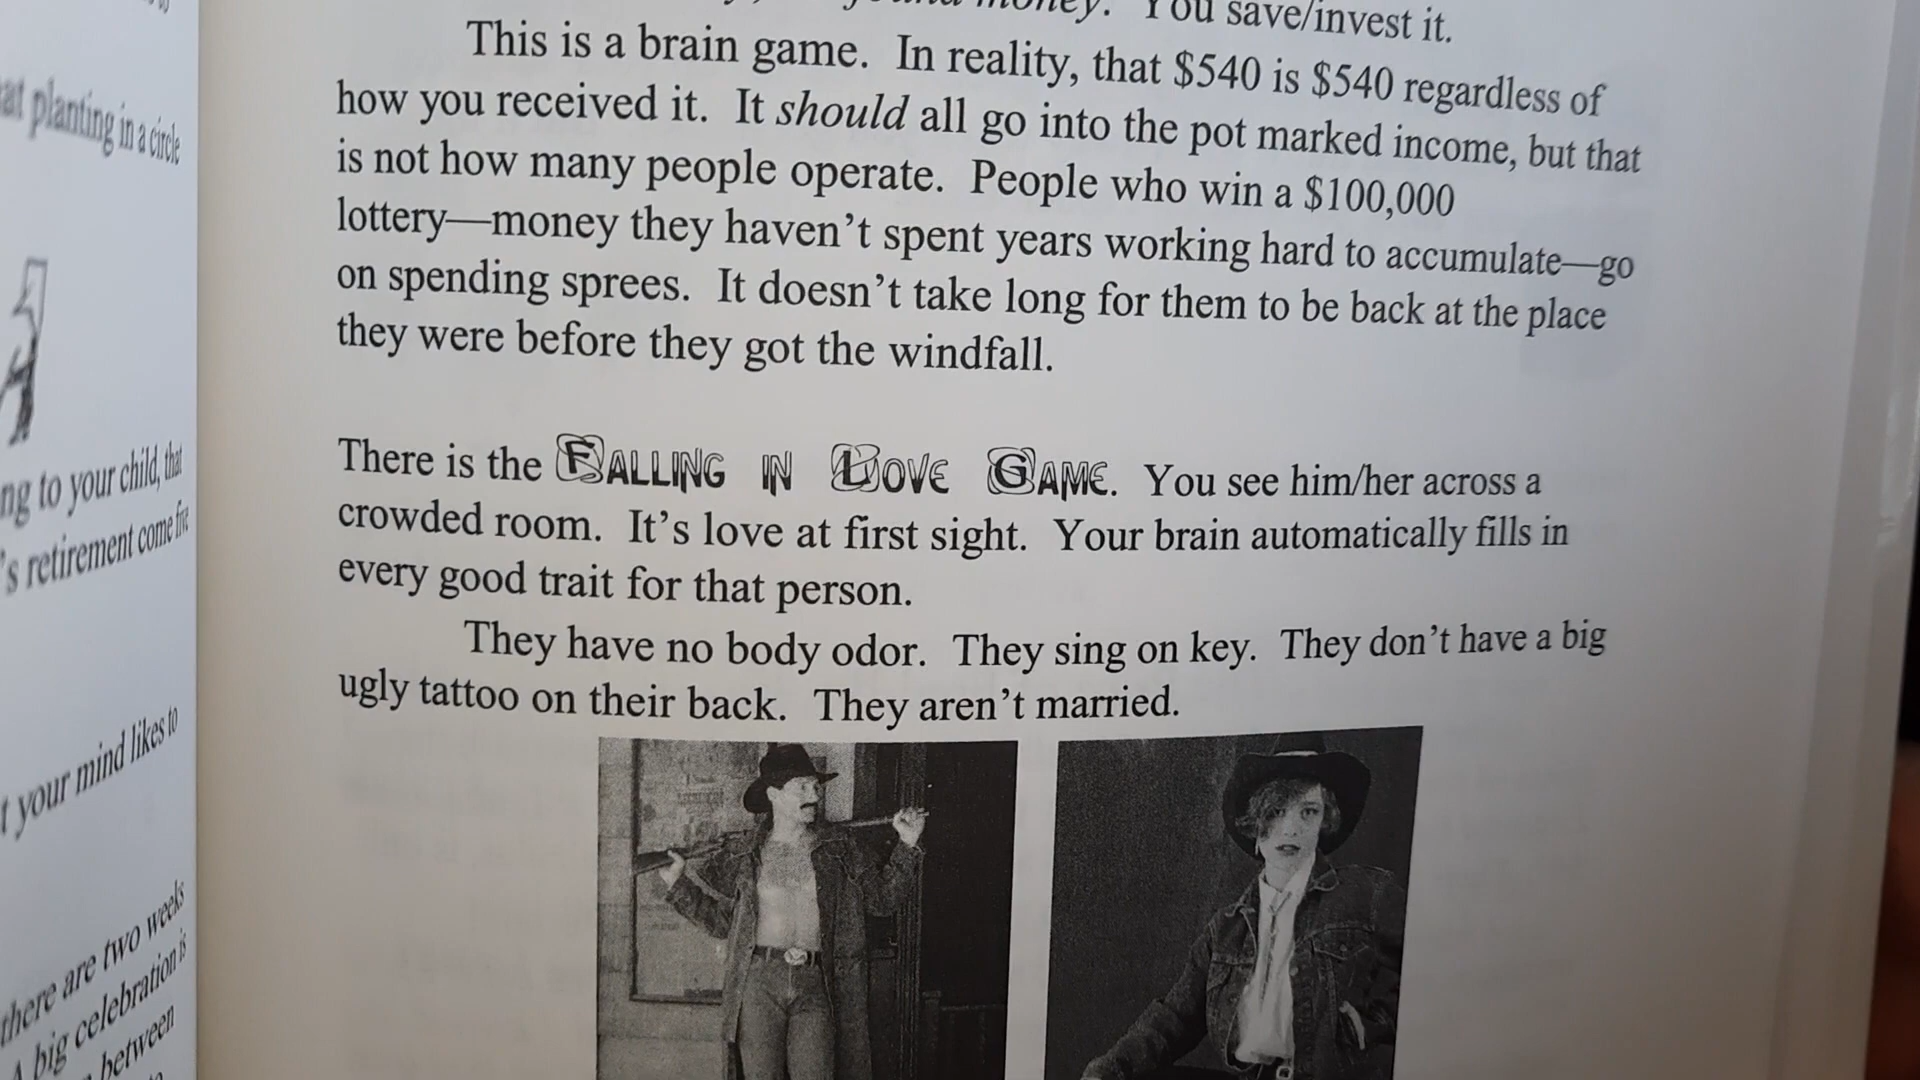 at planting in a circle
ng to your child, that
's retirement come five
t your mind likes to
there are two weeks
A big celebration is
between
money. You save/invest it.
This is a brain game. In reality, that $540 is $540 regardless of
how you received it. It should all go into the pot marked income, but that
is not how many people operate. People who win a $100,000
lottery—money they haven't spent years working hard to accumulate—go
on spending sprees. It doesn't take long for them to be back at the place
they were before they got the windfall.
There is the FALLING IN LOVE GAME. You see him/her across a
crowded room. It's love at first sight. Your brain automatically fills in
every good trait for that person.
They have no body odor. They sing on key. They don't have a big
ugly tattoo on their back. They aren't married.